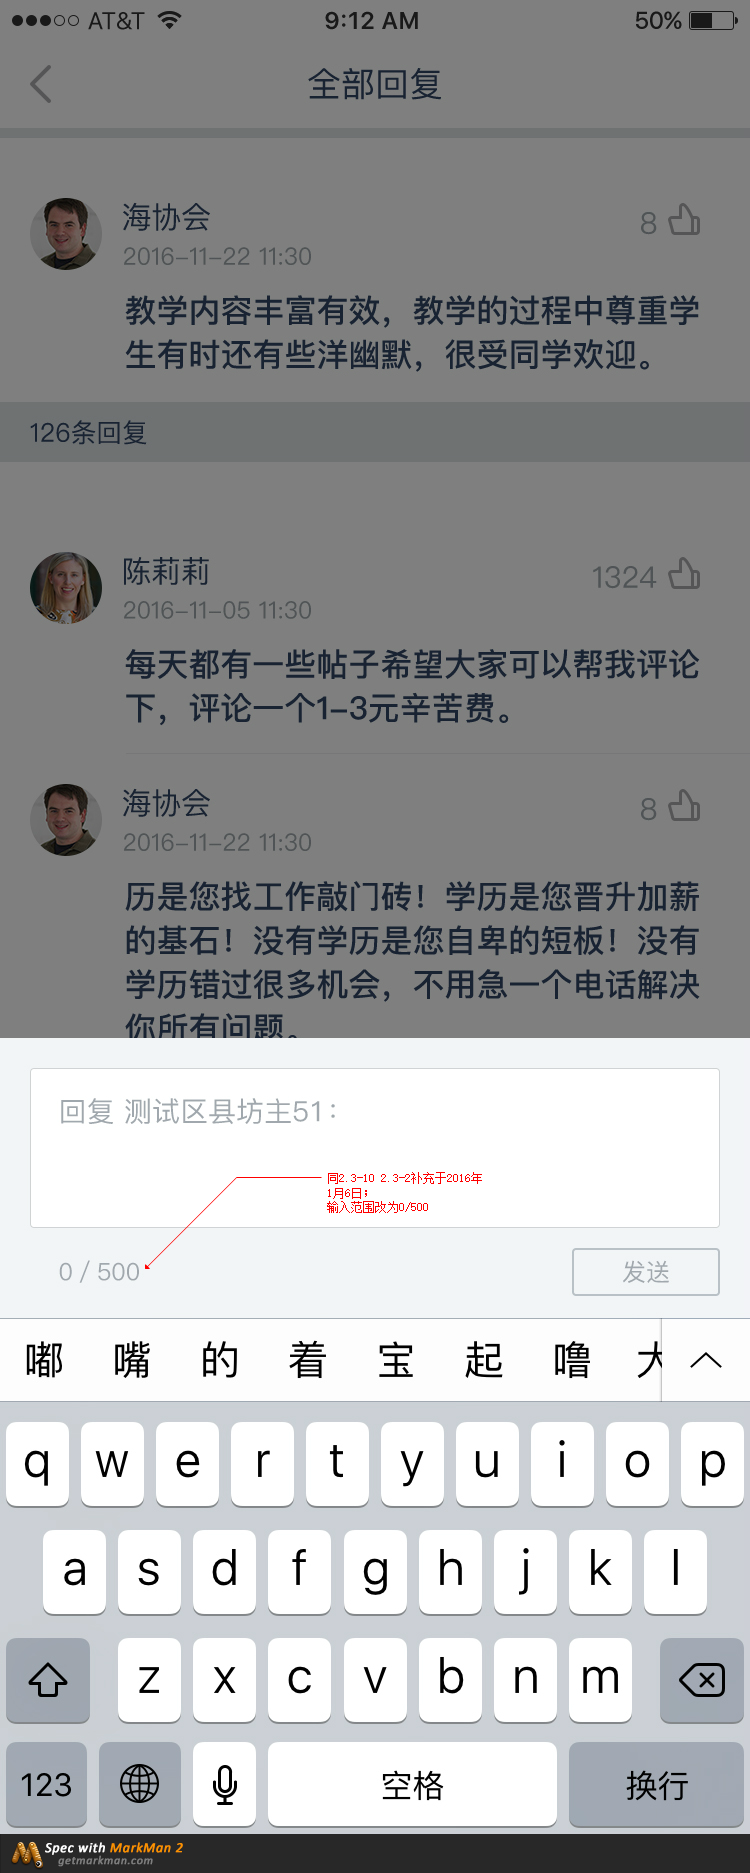 AT&T 9:12 AM 50%
全部回复
海协会 8
2016-11-22 11:30
教学内容丰富有效，教学的过程中尊重学
生有时还有些洋幽默，很受同学欢迎。
126条回复
陈莉莉 1324
2016-11-05 11:30
每天都有一些帖子希望大家可以帮我评论
下，评论一个1-3元辛苦费。
海协会 8
2016-11-22 11:30
历是您找工作敲门砖！学历是您晋升加薪
的基石！没有学历是您自卑的短板！没有
学历错过很多机会，不用急一个电话解决
你所有问题。
回复 测试区县坊主51：
同2.3-10 2.3-2补充于2016年
1月6日；
输入范围改为0/500
0 / 500 发送
嘟 嘴 的 着 宝 起 噜 大
q w e r t y u i o p
a s d f g h j k l
z x c v b n m
123 空格 换行
Spec with MarkMan 2
getmarkman.com